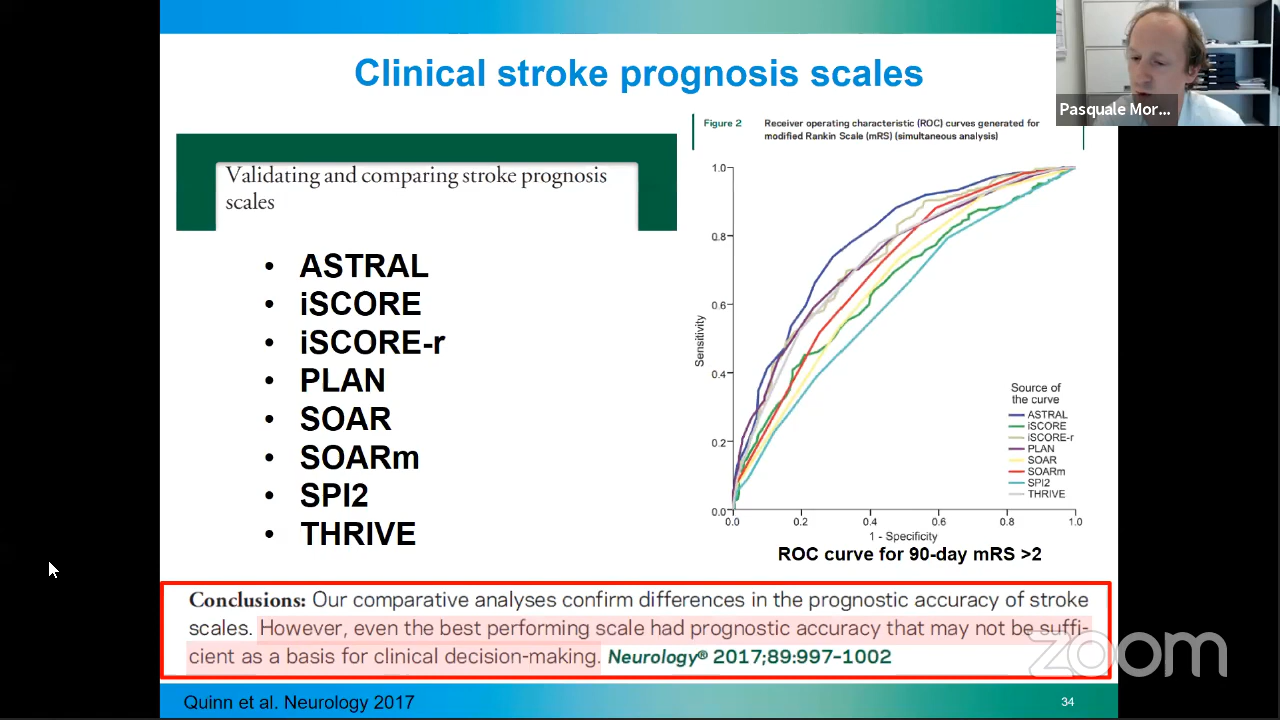 Clinical stroke prognosis scales
Pasquale Mor...
Validating and comparing stroke prognosis
scales
• ASTRAL
• iSCORE
• iSCORE-r
• PLAN
• SOAR
• SOARm
• SPI2
• THRIVE
Figure 2 Receiver operating characteristic (ROC) curves generated for
modified Rankin Scale (mRS) (simultaneous analysis)
1.0
0.8
0.6
0.4
0.2
0.0
Sensitivity
0.0 0.2 0.4 0.6 0.8 1.0
1 - Specificity
Source of
the curve
ASTRAL
iSCORE
iSCORE-r
PLAN
SOAR
SOARm
SPI2
THRIVE
ROC curve for 90-day mRS >2
Conclusions: Our comparative analyses confirm differences in the prognostic accuracy of stroke
scales. However, even the best performing scale had prognostic accuracy that may not be suffi-
cient as a basis for clinical decision-making. Neurology® 2017;89:997–1002
zoom
Quinn et al. Neurology 2017
34